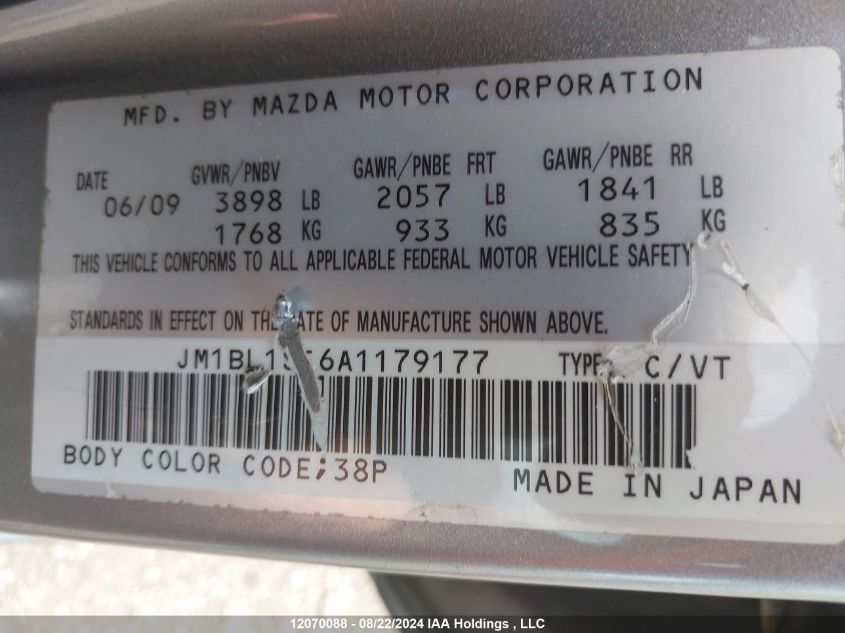 MFD. BY MAZDA MOTOR CORPORATION
DATE GVWR/PNBV GAWR/PNBE FRT GAWR/PNBE RR
06/09 3898 LB 2057 LB 1841 LB
1768 KG 933 KG 835 KG
THIS VEHICLE CONFORMS TO ALL APPLICABLE FEDERAL MOTOR VEHICLE SAFETY
STANDARDS IN EFFECT ON THE DATE OF MANUFACTURE SHOWN ABOVE.
TYPE C/VT
BODY COLOR CODE;38P MADE IN JAPAN
12070088 - 08/22/2024 IAA Holdings , LLC